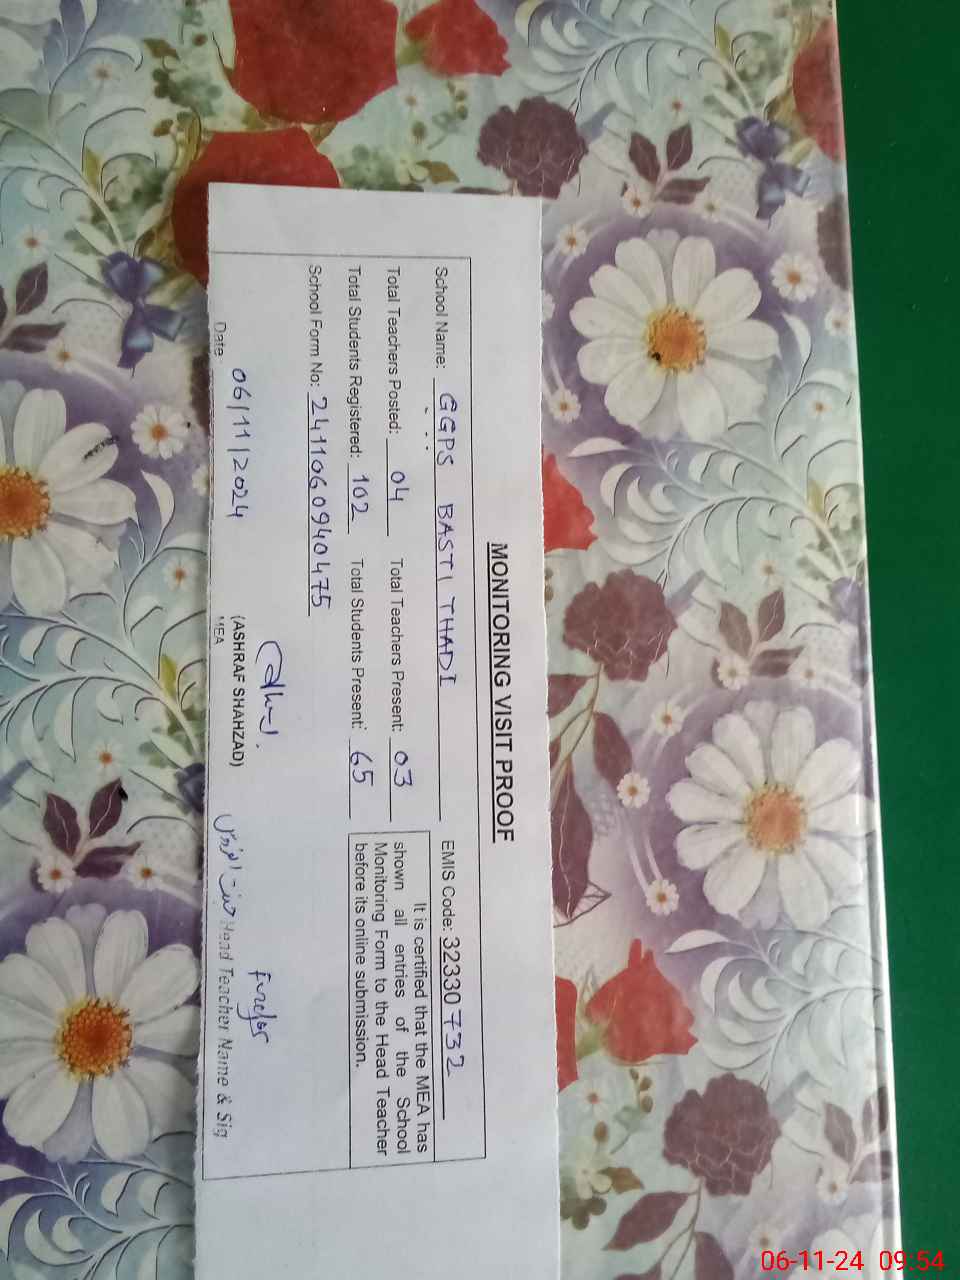 MONITORING VISIT PROOF
School Name: GGPS BASTI THADI EMIS Code: 32330732
Total Teachers Posted: 04 Total Teachers Present: 03
Total Students Registered: 102 Total Students Present: 65
School Form No: 2411060940475
It is certified that the MEA has
shown all entries of the School
Monitoring Form to the Head Teacher
before its online submission.
Date: 06/11/2024
(ASHRAF SHAHZAD)
MEA
جنت الفردوس
Head Teacher Name & Sig
06-11-24 09:54